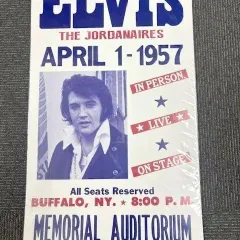 ELVIS
THE JORDANAIRES
APRIL 1-1957
IN PERSON
★ LIVE ★
ON STAGE
All Seats Reserved
BUFFALO, NY. ★ 8:00 P.M.
MEMORIAL AUDITORIUM